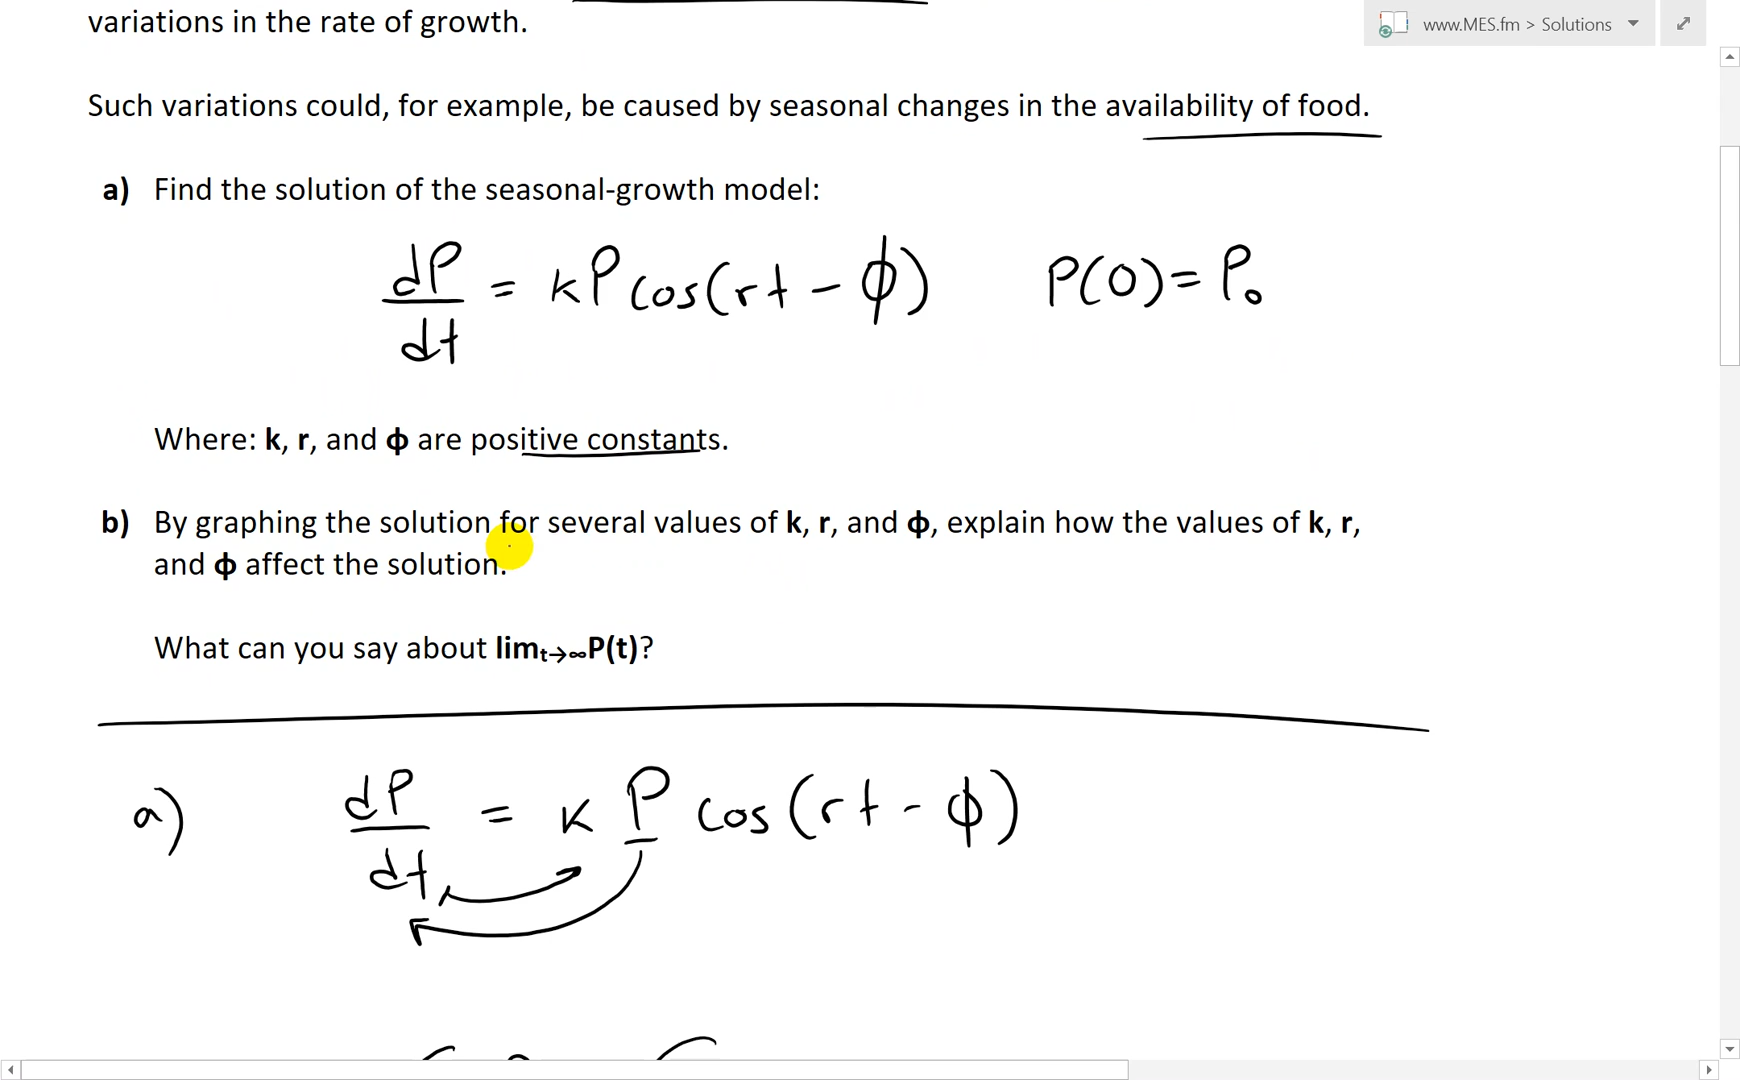 variations in the rate of growth.
www.MES.fm > Solutions
Such variations could, for example, be caused by seasonal changes in the availability of food.
a) Find the solution of the seasonal-growth model:
dP/dt = kP cos(rt - ϕ)    P(0) = P₀
Where: k, r, and ϕ are positive constants.
b) By graphing the solution for several values of k, r, and ϕ, explain how the values of k, r,
and ϕ affect the solution.
What can you say about limₜ→∞P(t)?
a) dP/dt = k P cos(rt - ϕ)